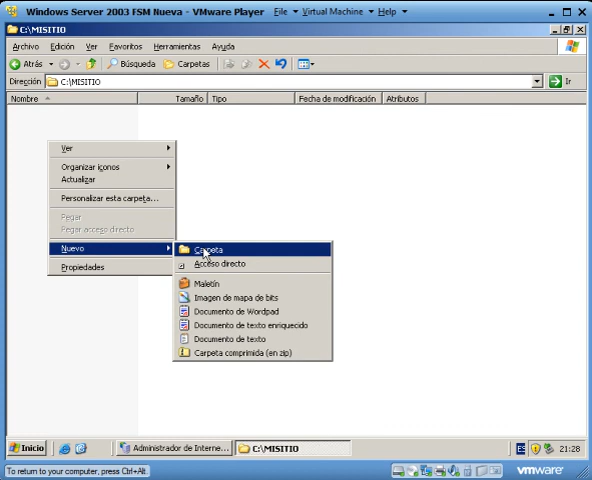 Windows Server 2003 FSM Nueva - VMware Player File Virtual Machine Help
C:\MISITIO
Archivo Edición Ver Favoritos Herramientas Ayuda
Atrás Búsqueda Carpetas
Dirección C:\MISITIO Ir
Nombre Tamaño Tipo Fecha de modificación Atributos
Ver
Organizar iconos
Actualizar
Personalizar esta carpeta...
Pegar
Pegar acceso directo
Nuevo
Propiedades
Carpeta
Acceso directo
Maletín
Imagen de mapa de bits
Documento de Wordpad
Documento de texto enriquecido
Documento de texto
Carpeta comprimida (en zip)
Inicio Administrador de Interne... C:\MISITIO ES 21:28
To return to your computer, press Ctrl+Alt. vmware